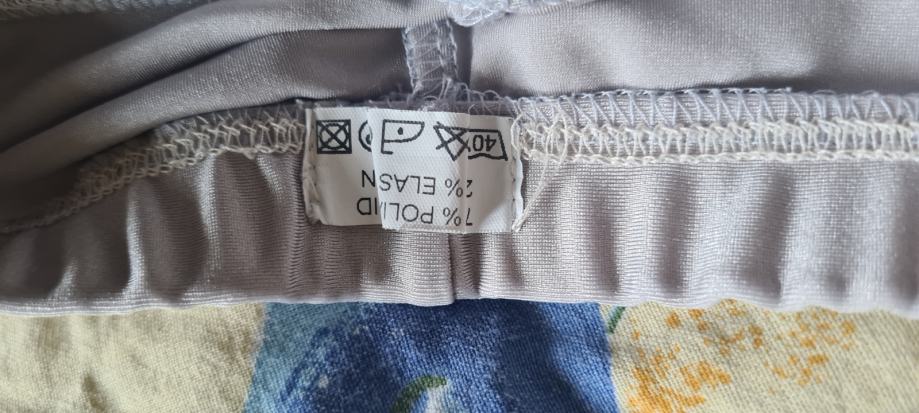 7% POLIID
2% ELASN
40